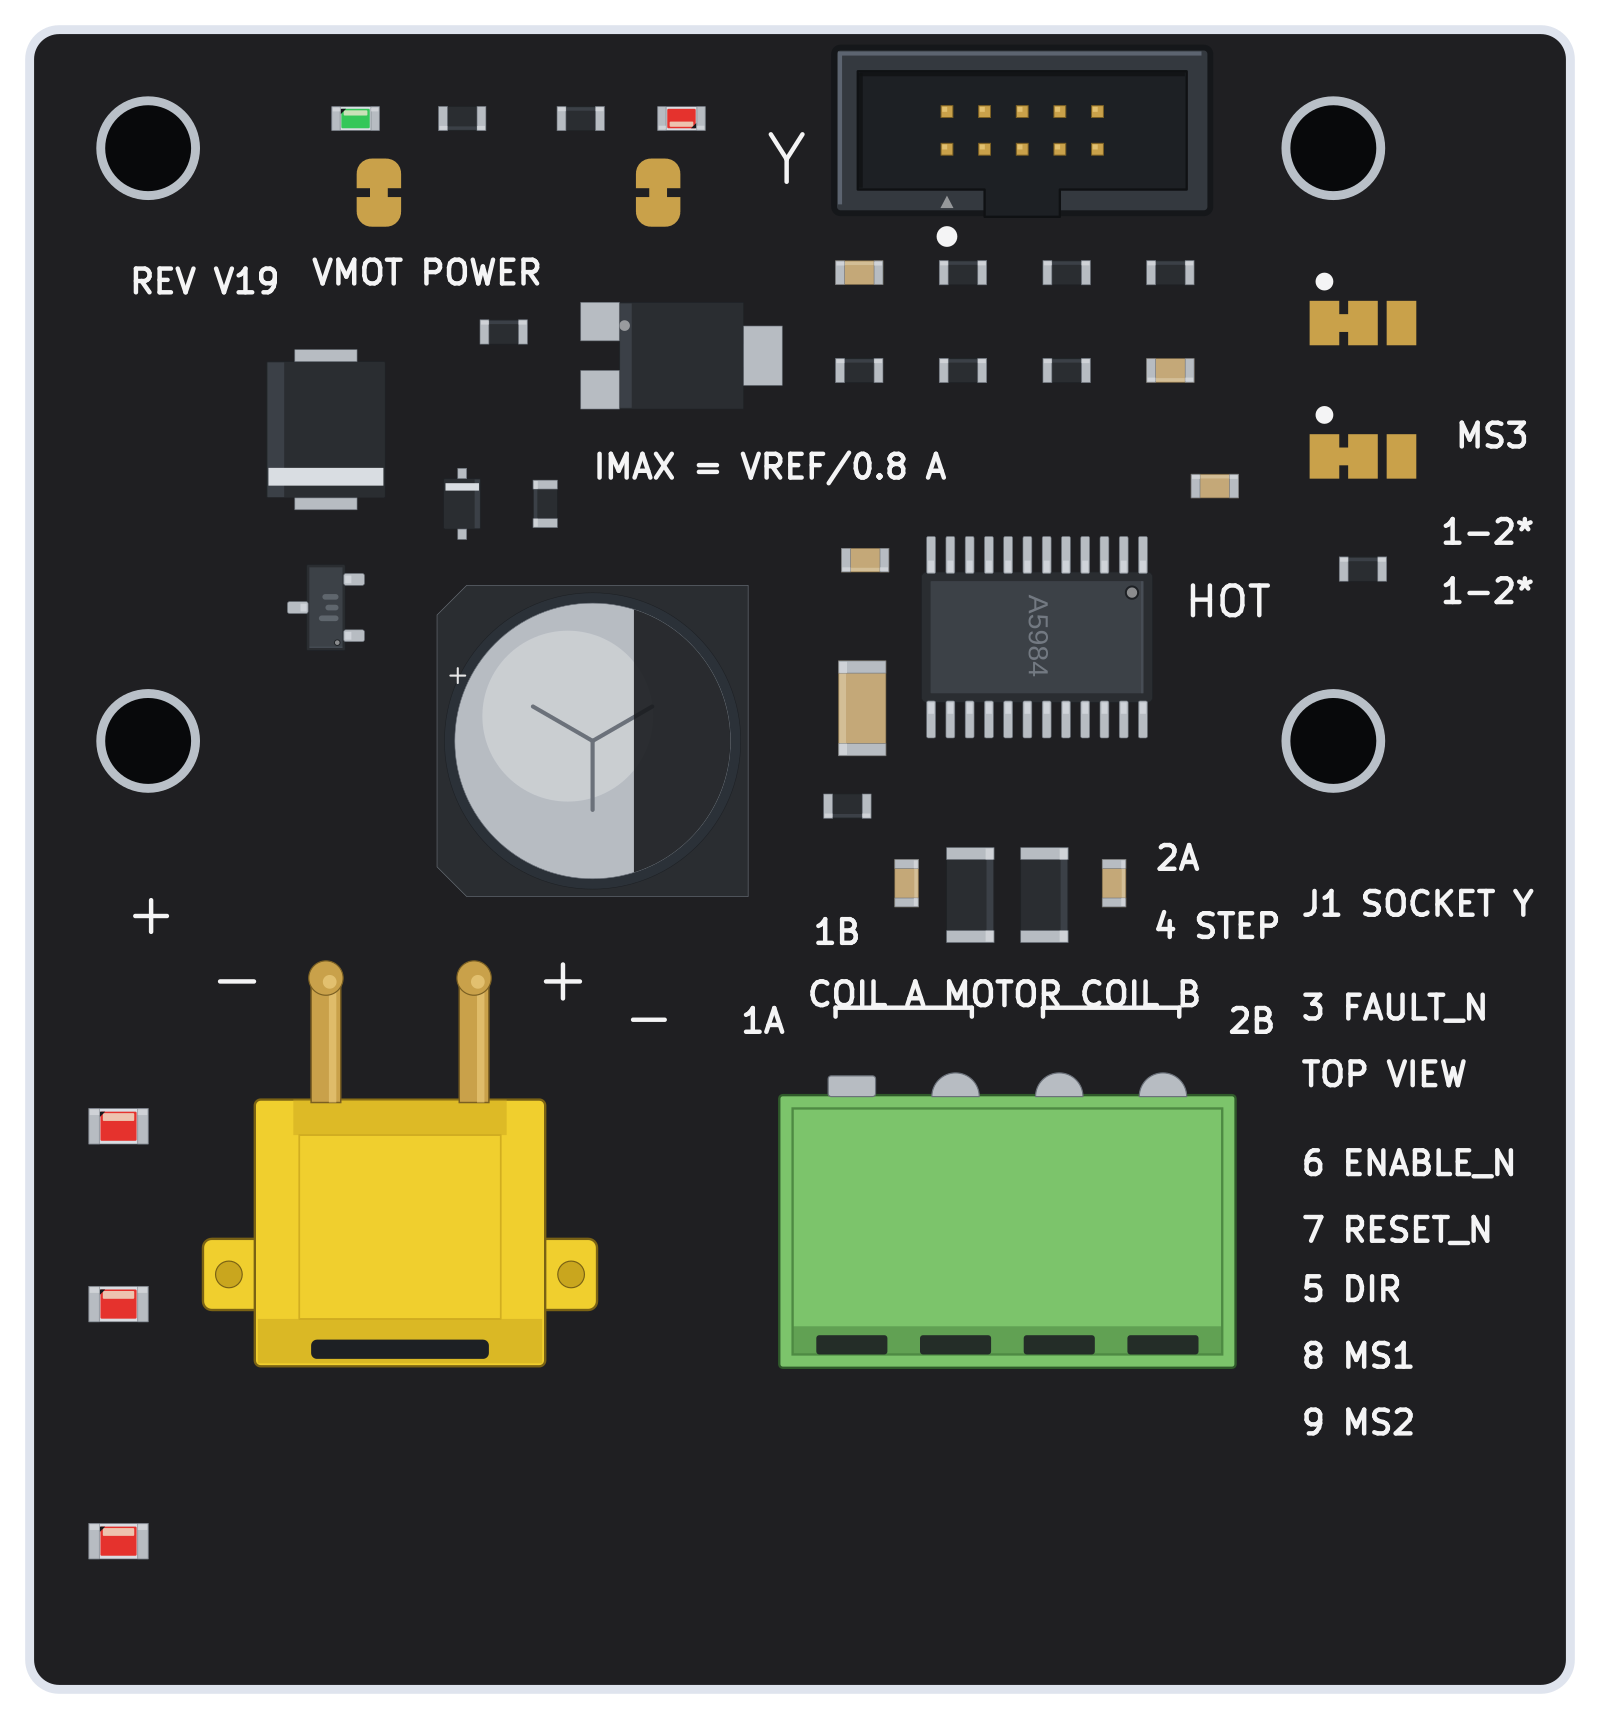 Y
REV V19
VMOT POWER
MS3
IMAX = VREF/0.8 A
1-2*
1-2*
HOT
A5984
+
2A
J1 SOCKET Y
+
1B
4 STEP
- +
COIL A MOTOR COIL B
3 FAULT_N
-
1A
2B
TOP VIEW
6 ENABLE_N
7 RESET_N
5 DIR
8 MS1
9 MS2